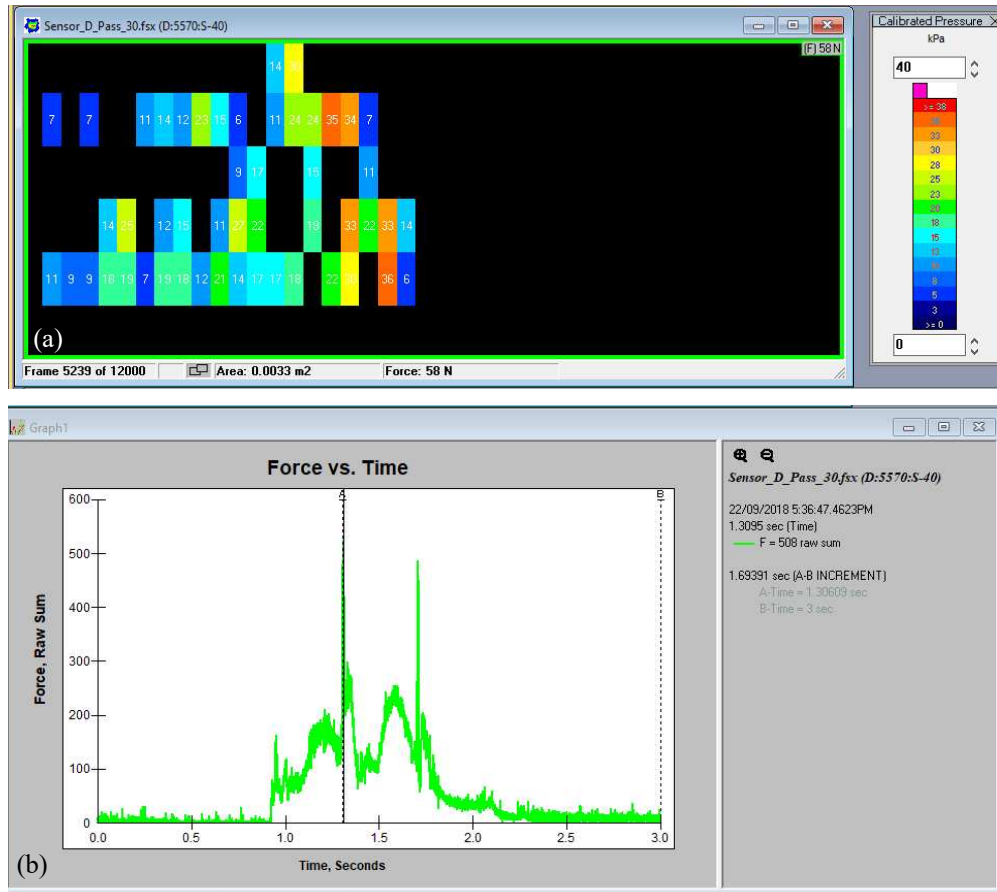 Sensor_D_Pass_30.fsx (D:5570:S-40)
Calibrated Pressure
kPa
(F) 58 N
40
14
7 7 11 14 12 23 15 6 11 24 24 35 34 7
9 17 15 11
14 25 12 15 11 27 22 18 33 22 33 14
11 9 9 18 19 7 19 18 12 21 14 17 17 18 22 36 6
>= 38
33
30
28
25
23
20
18
15
13
10
8
5
3
>= 0
0
(a)
Frame 5239 of 12000 Area: 0.0033 m2 Force: 58 N
Graph1
Force vs. Time
Force, Raw Sum
600
500
400
300
200
100
0
A B
0.0 0.5 1.0 1.5 2.0 2.5 3.0
Time, Seconds
(b)
Sensor_D_Pass_30.fsx (D:5570:S-40)
22/09/2018 5:36:47.4623PM
1.3095 sec (Time)
F = 508 raw sum
1.69391 sec (A-B INCREMENT)
A-Time = 1.30609 sec
B-Time = 3 sec